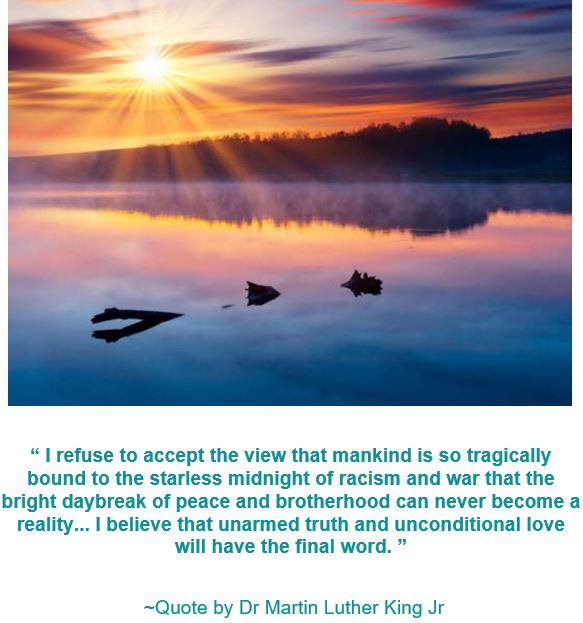 “ I refuse to accept the view that mankind is so tragically
bound to the starless midnight of racism and war that the
bright daybreak of peace and brotherhood can never become a
reality... I believe that unarmed truth and unconditional love
will have the final word. ”
~Quote by Dr Martin Luther King Jr